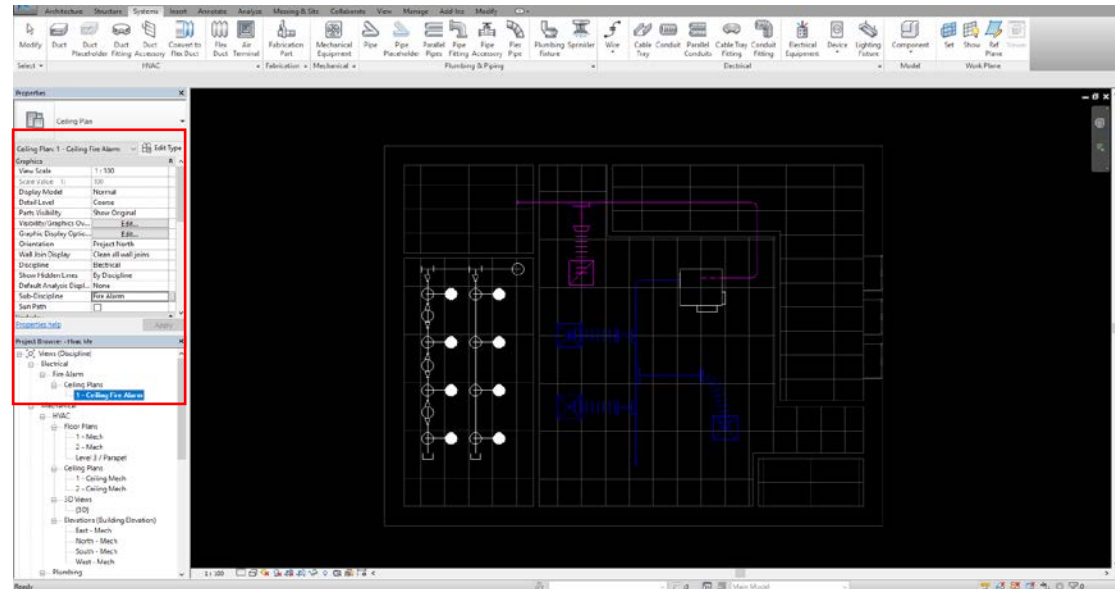 Architecture Structure Systems Insert Annotate Analyze Massing & Site Collaborate View Manage Add-Ins Modify
Modify Duct Duct Placeholder Duct Fitting Duct Accessory Convert to Flex Duct Flex Duct Air Terminal Fabrication Part Mechanical Equipment Pipe Pipe Placeholder Parallel Pipes Pipe Fitting Pipe Accessory Flex Pipe Plumbing Fixture Sprinkler Wire Cable Tray Conduit Parallel Conduits Cable Tray Fitting Conduit Fitting Electrical Equipment Device Lighting Fixture Component Set Show Ref Plane Viewer
Select HVAC Fabrication Mechanical Plumbing & Piping Electrical Model Work Plane
Properties
Ceiling Plan
Ceiling Plan: 1 - Ceiling Fire Alarm Edit Type
Graphics
View Scale 1 : 100
Scale Value 1: 100
Display Model Normal
Detail Level Coarse
Parts Visibility Show Original
Visibility/Graphics Ov... Edit...
Graphic Display Optio... Edit...
Orientation Project North
Wall Join Display Clean all wall joins
Discipline Electrical
Show Hidden Lines By Discipline
Default Analysis Displ... None
Sub-Discipline Fire Alarm
Sun Path
Properties help Apply
Project Browser -
Views (Discipline)
Electrical
Fire Alarm
Ceiling Plans
1 - Ceiling Fire Alarm
Mechanical
HVAC
Floor Plans
1 - Mech
2 - Mech
Level 3 / Parapet
Ceiling Plans
1 - Ceiling Mech
2 - Ceiling Mech
3D Views
{3D}
Elevations (Building Elevation)
East - Mech
North - Mech
South - Mech
West - Mech
Plumbing
1 : 100
Ready :0 Main Model :0